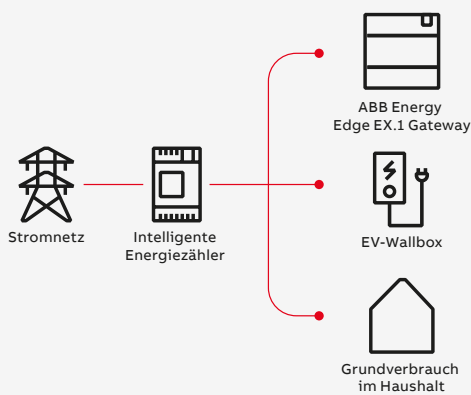 ABB Energy
Edge EX.1 Gateway
Stromnetz
Intelligente
Energiezähler
EV-Wallbox
Grundverbrauch
im Haushalt